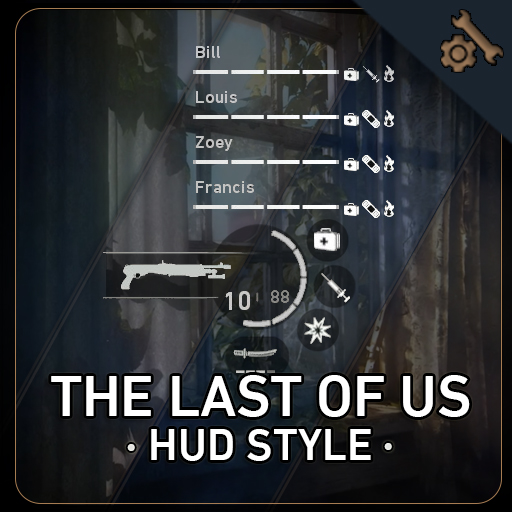 Bill
Louis
Zoey
Francis
10 88
THE LAST OF US
• HUD STYLE •